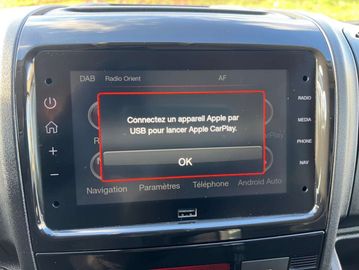 DAB Radio Orient AF
RADIO
Connectez un appareil Apple par
USB pour lancer Apple CarPlay.
MEDIA
PHONE
OK
NAV
Navigation Paramètres Téléphone Android Auto